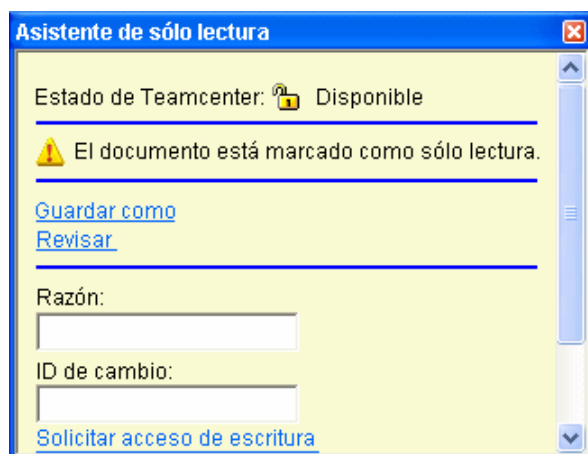 Asistente de sólo lectura
Estado de Teamcenter: Disponible
El documento está marcado como sólo lectura.
Guardar como
Revisar
Razón:
ID de cambio:
Solicitar acceso de escritura